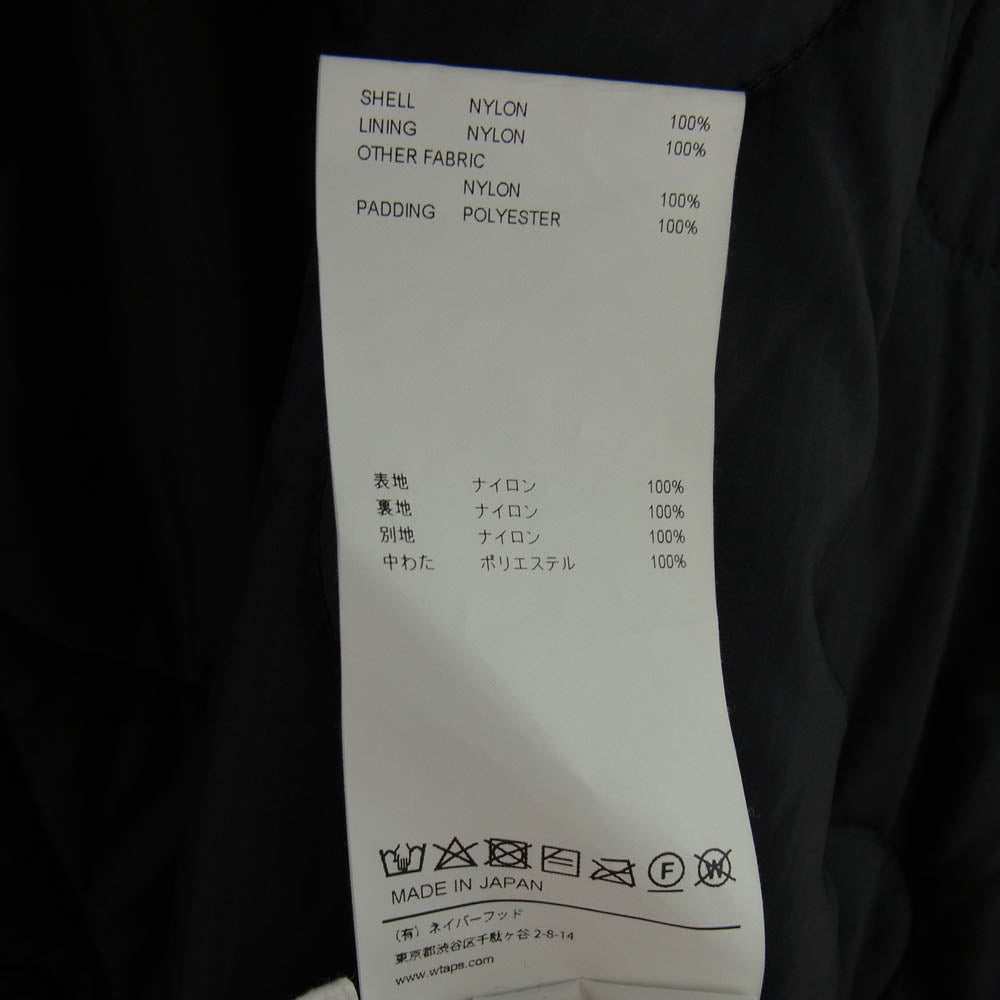 SHELL NYLON 100%
LINING NYLON 100%
OTHER FABRIC
NYLON 100%
PADDING POLYESTER 100%
表地 ナイロン 100%
裏地 ナイロン 100%
別地 ナイロン 100%
中わた ポリエステル 100%
F W
MADE IN JAPAN
(有) ネイバーフッド
東京都渋谷区千駄ヶ谷 2-8-14
www.wtaps.com